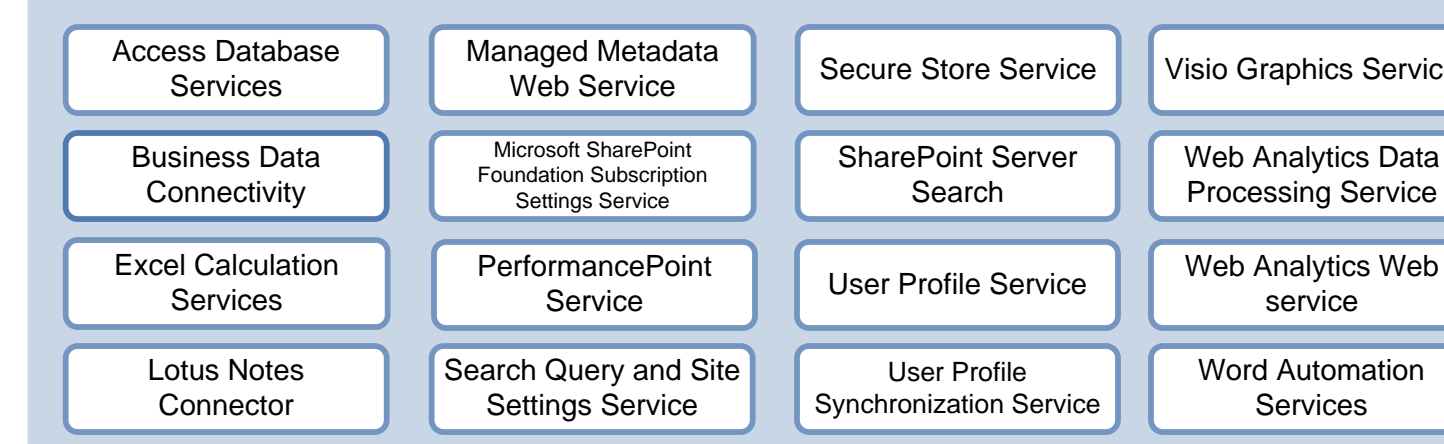 Access Database
Services
Managed Metadata
Web Service
Secure Store Service
Visio Graphics Servic
Business Data
Connectivity
Microsoft SharePoint
Foundation Subscription
Settings Service
SharePoint Server
Search
Web Analytics Data
Processing Service
Excel Calculation
Services
PerformancePoint
Service
User Profile Service
Web Analytics Web
service
Lotus Notes
Connector
Search Query and Site
Settings Service
User Profile
Synchronization Service
Word Automation
Services